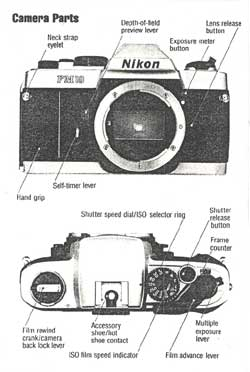 Camera Parts
Neck strap
eyelet
Depth-of-field
preview lever
Lens release
button
Exposure meter
button
FM10
Nikon
Self-timer lever
Hand grip
Shutter speed dial/ISO selector ring
Shutter
release
button
Frame
counter
Film rewind
crank/camera
back lock lever
Accessory
shoe/hot
shoe contact
Multiple
exposure
lever
ISO film speed indicator
Film advance lever